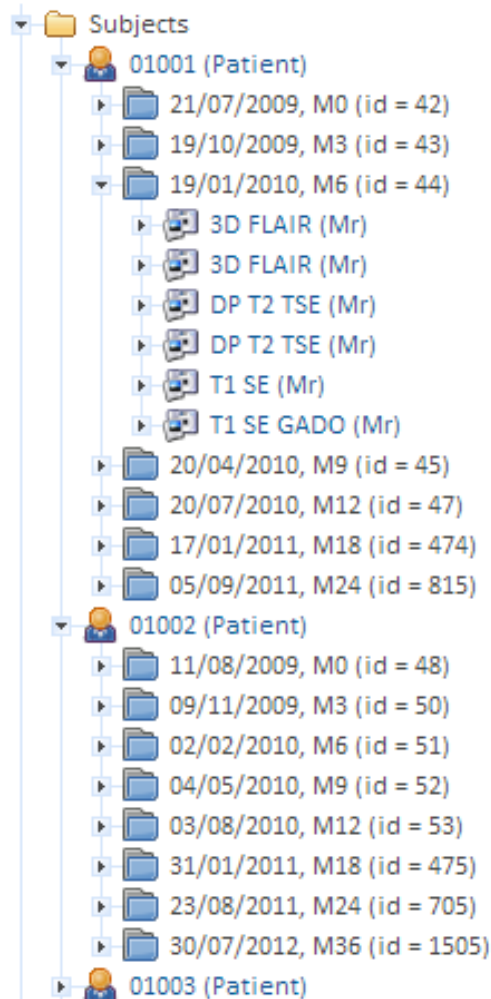 Subjects
01001 (Patient)
21/07/2009, M0 (id = 42)
19/10/2009, M3 (id = 43)
19/01/2010, M6 (id = 44)
3D FLAIR (Mr)
3D FLAIR (Mr)
DP T2 TSE (Mr)
DP T2 TSE (Mr)
T1 SE (Mr)
T1 SE GADO (Mr)
20/04/2010, M9 (id = 45)
20/07/2010, M12 (id = 47)
17/01/2011, M18 (id = 474)
05/09/2011, M24 (id = 815)
01002 (Patient)
11/08/2009, M0 (id = 48)
09/11/2009, M3 (id = 50)
02/02/2010, M6 (id = 51)
04/05/2010, M9 (id = 52)
03/08/2010, M12 (id = 53)
31/01/2011, M18 (id = 475)
23/08/2011, M24 (id = 705)
30/07/2012, M36 (id = 1505)
01003 (Patient)